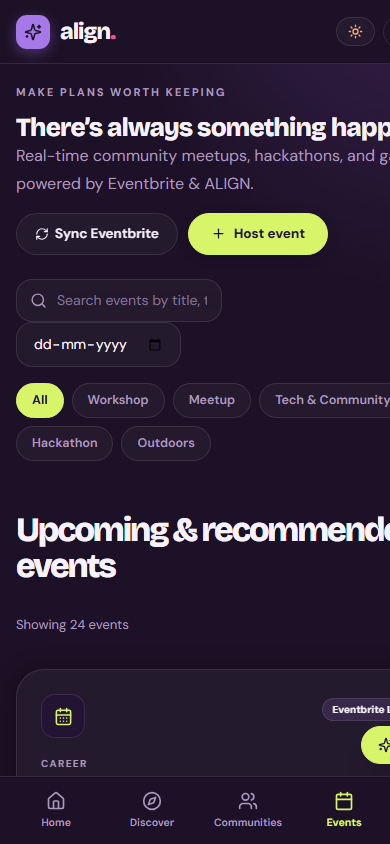 align.
MAKE PLANS WORTH KEEPING
There's always something happ
Real-time community meetups, hackathons, and
powered by Eventbrite & ALIGN.
Sync Eventbrite
Host event
Search events by title,
dd-mm-yyyy
All
Workshop
Meetup
Tech & Community
Hackathon
Outdoors
Upcoming & recommende
events
Showing 24 events
Eventbrite
CAREER
Home
Discover
Communities
Events